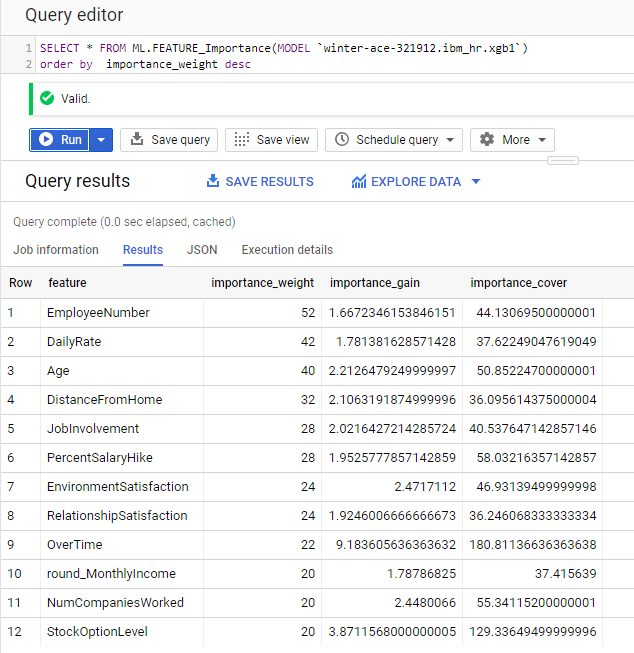 Query editor
1 SELECT * FROM ML.FEATURE_Importance(MODEL `winter-ace-321912.ibm_hr.xgb1`)
2 order by importance_weight desc
Valid.
Run Save query Save view Schedule query More
Query results SAVE RESULTS EXPLORE DATA
Query complete (0.0 sec elapsed, cached)
Job information Results JSON Execution details
Row feature importance_weight importance_gain importance_cover
1 EmployeeNumber 52 1.6672346153846151 44.13069500000001
2 DailyRate 42 1.781381628571428 37.62249047619049
3 Age 40 2.2126479249999997 50.85224700000001
4 DistanceFromHome 32 2.1063191874999996 36.095614375000004
5 JobInvolvement 28 2.0216427214285724 40.537647142857146
6 PercentSalaryHike 28 1.9525777857142859 58.03216357142857
7 EnvironmentSatisfaction 24 2.4717112 46.93139499999998
8 RelationshipSatisfaction 24 1.9246006666666673 36.246068333333334
9 OverTime 22 9.183605636363632 180.81136636363638
10 round_MonthlyIncome 20 1.78786825 37.415639
11 NumCompaniesWorked 20 2.4480066 55.34115200000001
12 StockOptionLevel 20 3.8711568000000005 129.33649499999996